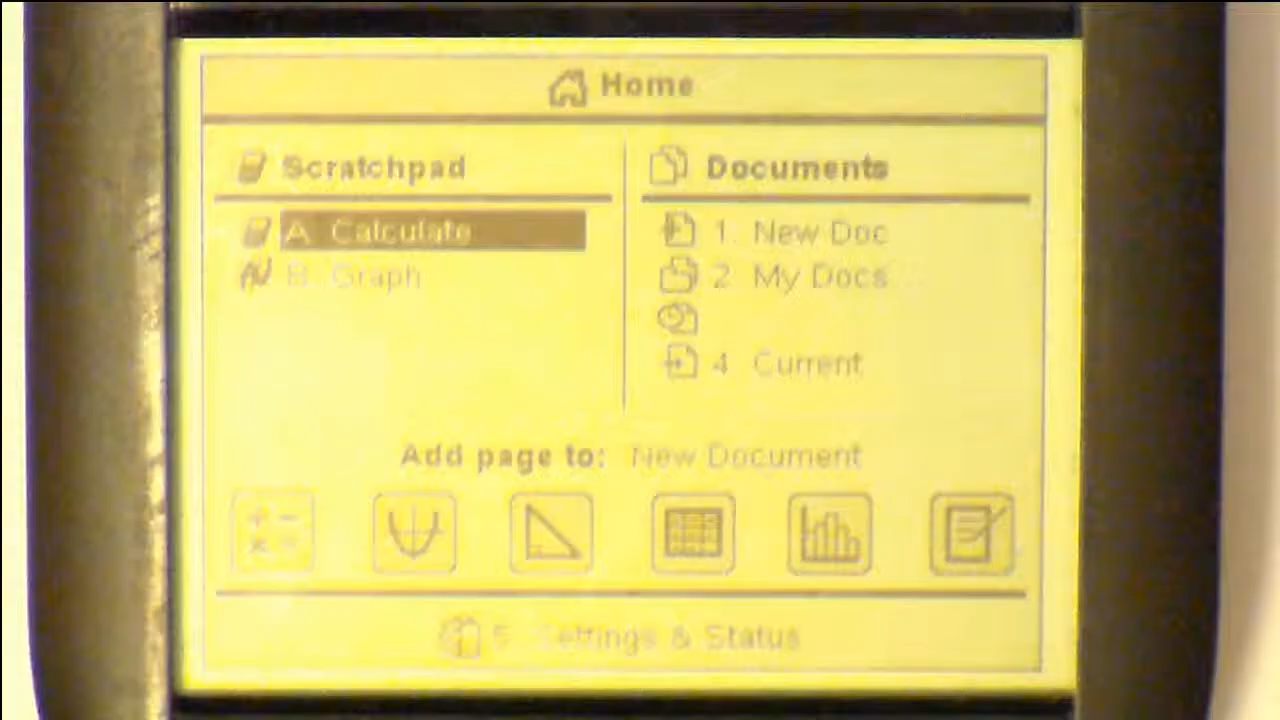 Home
Scratchpad
A Calculate
B Graph
Documents
1 New Doc
2 My Docs
4 Current
Add page to: New Document
5 Settings & Status